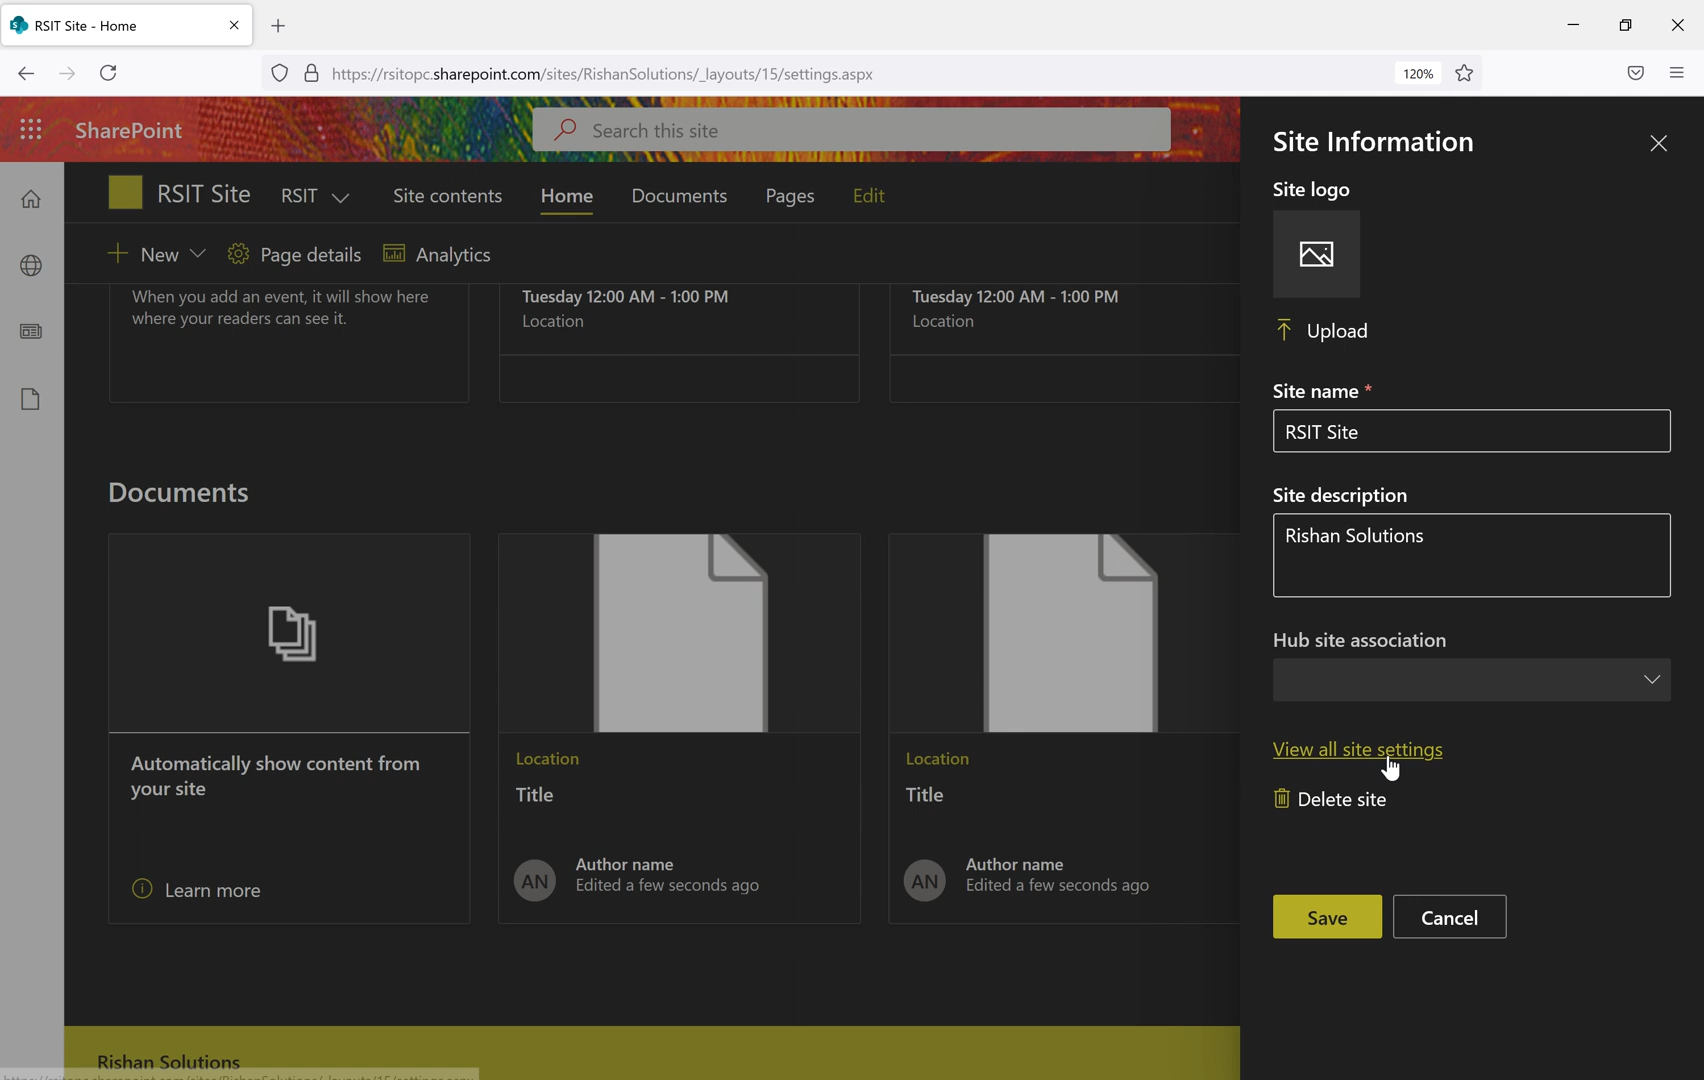 RSIT Site - Home
https://rsitopc.sharepoint.com/sites/RishanSolutions/_layouts/15/settings.aspx
120%
SharePoint
Search this site
RSIT Site
RSIT
Site contents
Home
Documents
Pages
Edit
New
Page details
Analytics
When you add an event, it will show here
where your readers can see it.
Tuesday 12:00 AM - 1:00 PM
Location
Tuesday 12:00 AM - 1:00 PM
Location
Documents
Automatically show content from
your site
Learn more
Location
Title
AN
Author name
Edited a few seconds ago
Location
Title
AN
Author name
Edited a few seconds ago
Rishan Solutions
Site Information
Site logo
Upload
Site name *
RSIT Site
Site description
Rishan Solutions
Hub site association
View all site settings
Delete site
Save
Cancel